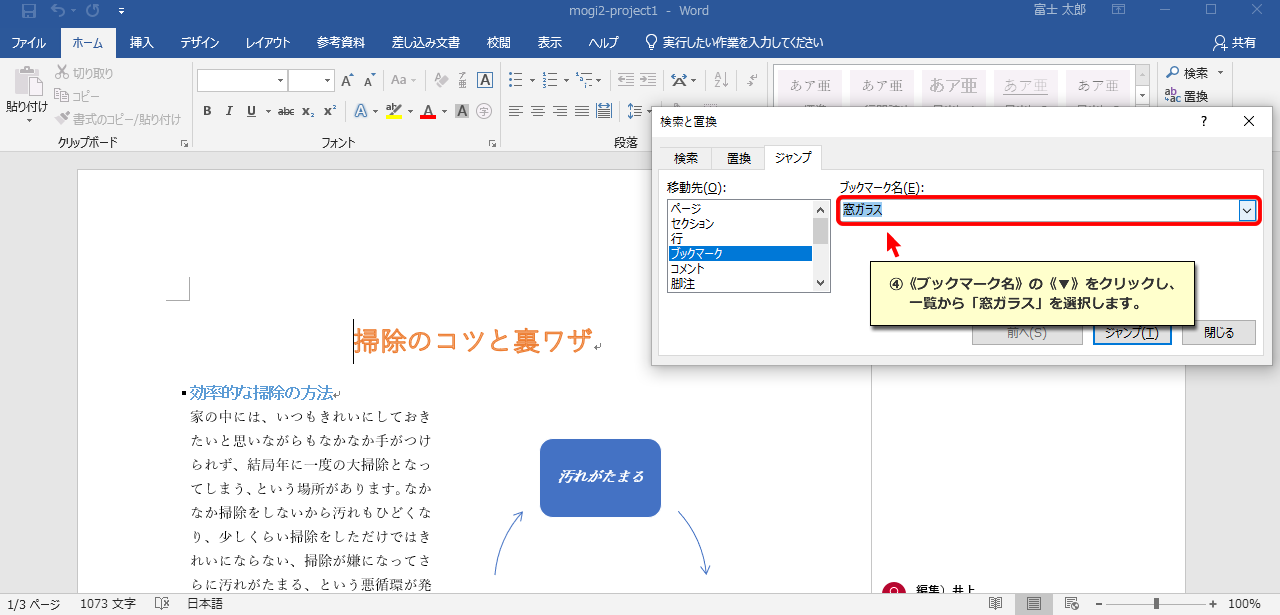 mogi2-project1 - Word
富士 太郎
ファイル ホーム 挿入 デザイン レイアウト 参考資料 差し込み文書 校閲 表示 ヘルプ 実行したい作業を入力してください 共有
貼り付け
切り取り
コピー
書式のコピー/貼り付け
クリップボード
Aa
A
B I U abc x₂ x² A ab A A 字
フォント
段落
あア亜 あア亜 あア亜 あア亜 あア亜
検索
置換
検索と置換
?
検索 置換 ジャンプ
移動先(O):
ページ
セクション
行
ブックマーク
コメント
脚注
ブックマーク名(E):
窓ガラス
④《ブックマーク名》の《▼》をクリックし、
一覧から「窓ガラス」を選択します。
前へ(S) ジャンプ(T) 閉じる
掃除のコツと裏ワザ
効率的な掃除の方法
家の中には、いつもきれいにしておき
たいと思いながらもなかなか手がつけ
られず、結局年に一度の大掃除となっ
てしまう、という場所があります。なか
なか掃除をしないから汚れもひどくな
り、少しくらい掃除をしただけではき
れいにならない、掃除が嫌になってさ
らに汚れがたまる、という悪循環が発
汚れがたまる
編集）井上
1/3 ページ 1073 文字 日本語
100%